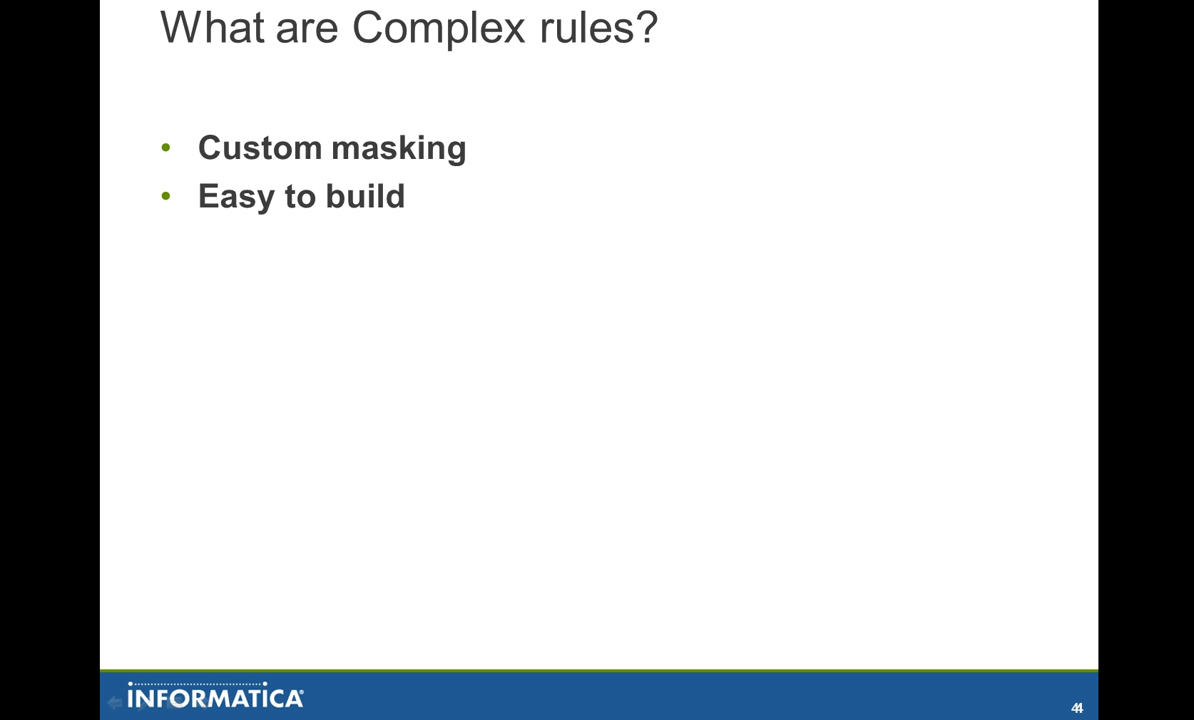 What are Complex rules?
• Custom masking
• Easy to build
INFORMATICA®
44